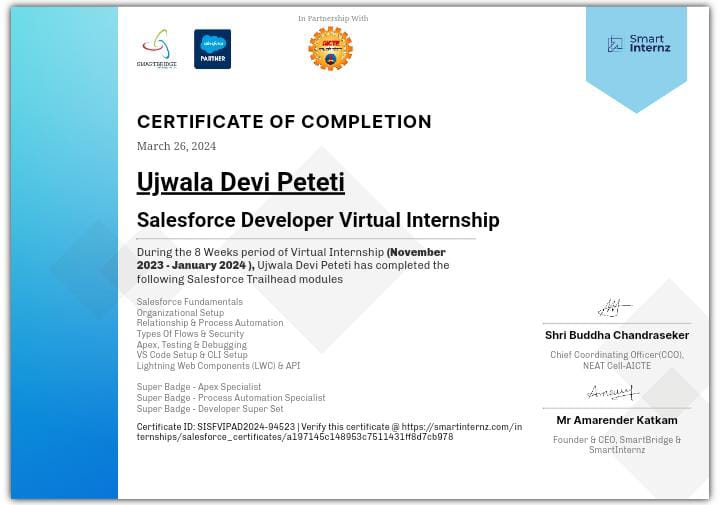 In Partnership With
SMARTBRIDGE
salesforce
PARTNER
AICTE
Smart
Internz
CERTIFICATE OF COMPLETION
March 26, 2024
Ujwala Devi Peteti
Salesforce Developer Virtual Internship
During the 8 Weeks period of Virtual Internship (November
2023 - January 2024 ), Ujwala Devi Peteti has completed the
following Salesforce Trailhead modules
Salesforce Fundamentals
Organizational Setup
Relationship & Process Automation
Types Of Flows & Security
Apex, Testing & Debugging
VS Code Setup & CLI Setup
Lightning Web Components (LWC) & API
Super Badge - Apex Specialist
Super Badge - Process Automation Specialist
Super Badge - Developer Super Set
Certificate ID: SISFVIPAD2024-94523 | Verify this certificate @ https://smartinternz.com/in
ternships/salesforce_certificates/a197145c148953c7511431ff8d7cb978
Shri Buddha Chandraseker
Chief Coordinating Officer(CCO),
NEAT Cell-AICTE
Mr Amarender Katkam
Founder & CEO, SmartBridge &
SmartInternz